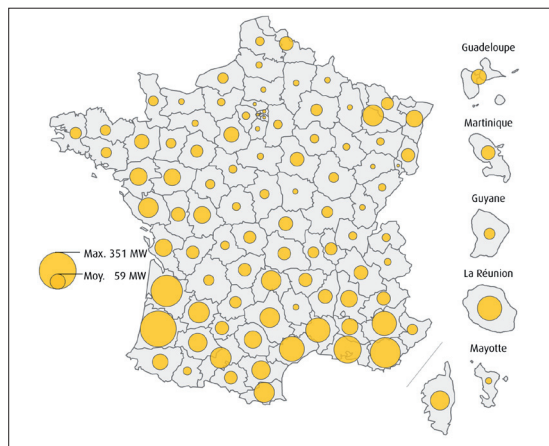 Guadeloupe
Martinique
Guyane
Max. 351 MW
Moy. 59 MW
La Réunion
Mayotte